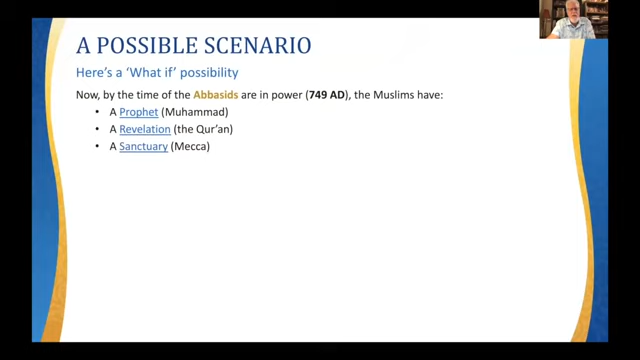 A POSSIBLE SCENARIO
Here's a 'What if' possibility
Now, by the time of the Abbasids are in power (749 AD), the Muslims have:
• A Prophet (Muhammad)
• A Revelation (the Qur'an)
• A Sanctuary (Mecca)